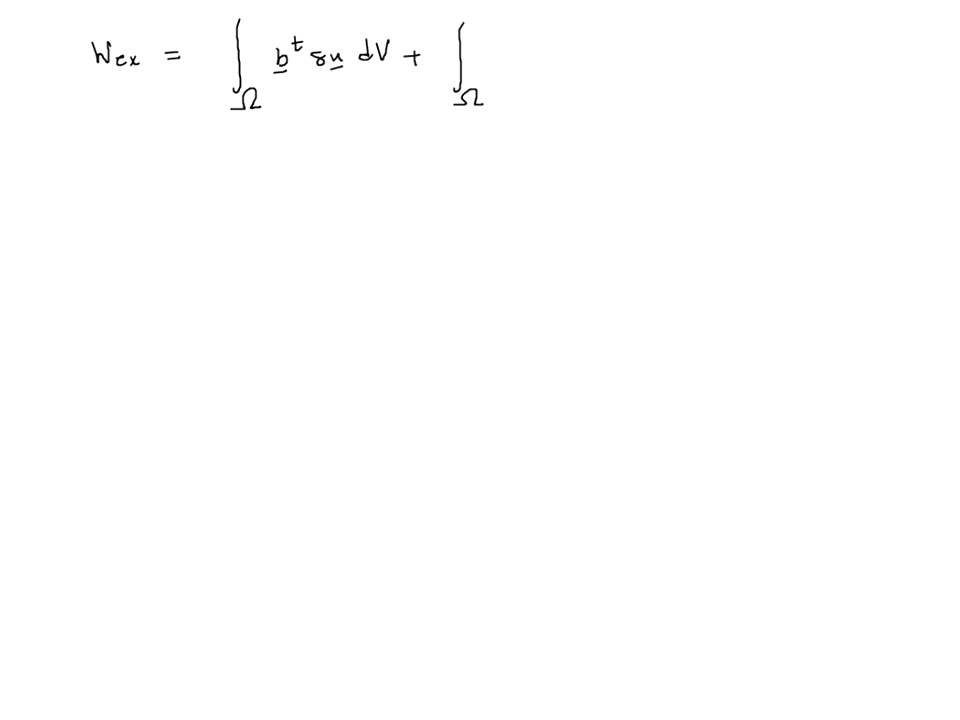 W_ex = ∫_Ω b^t δu dV + ∫_Ω